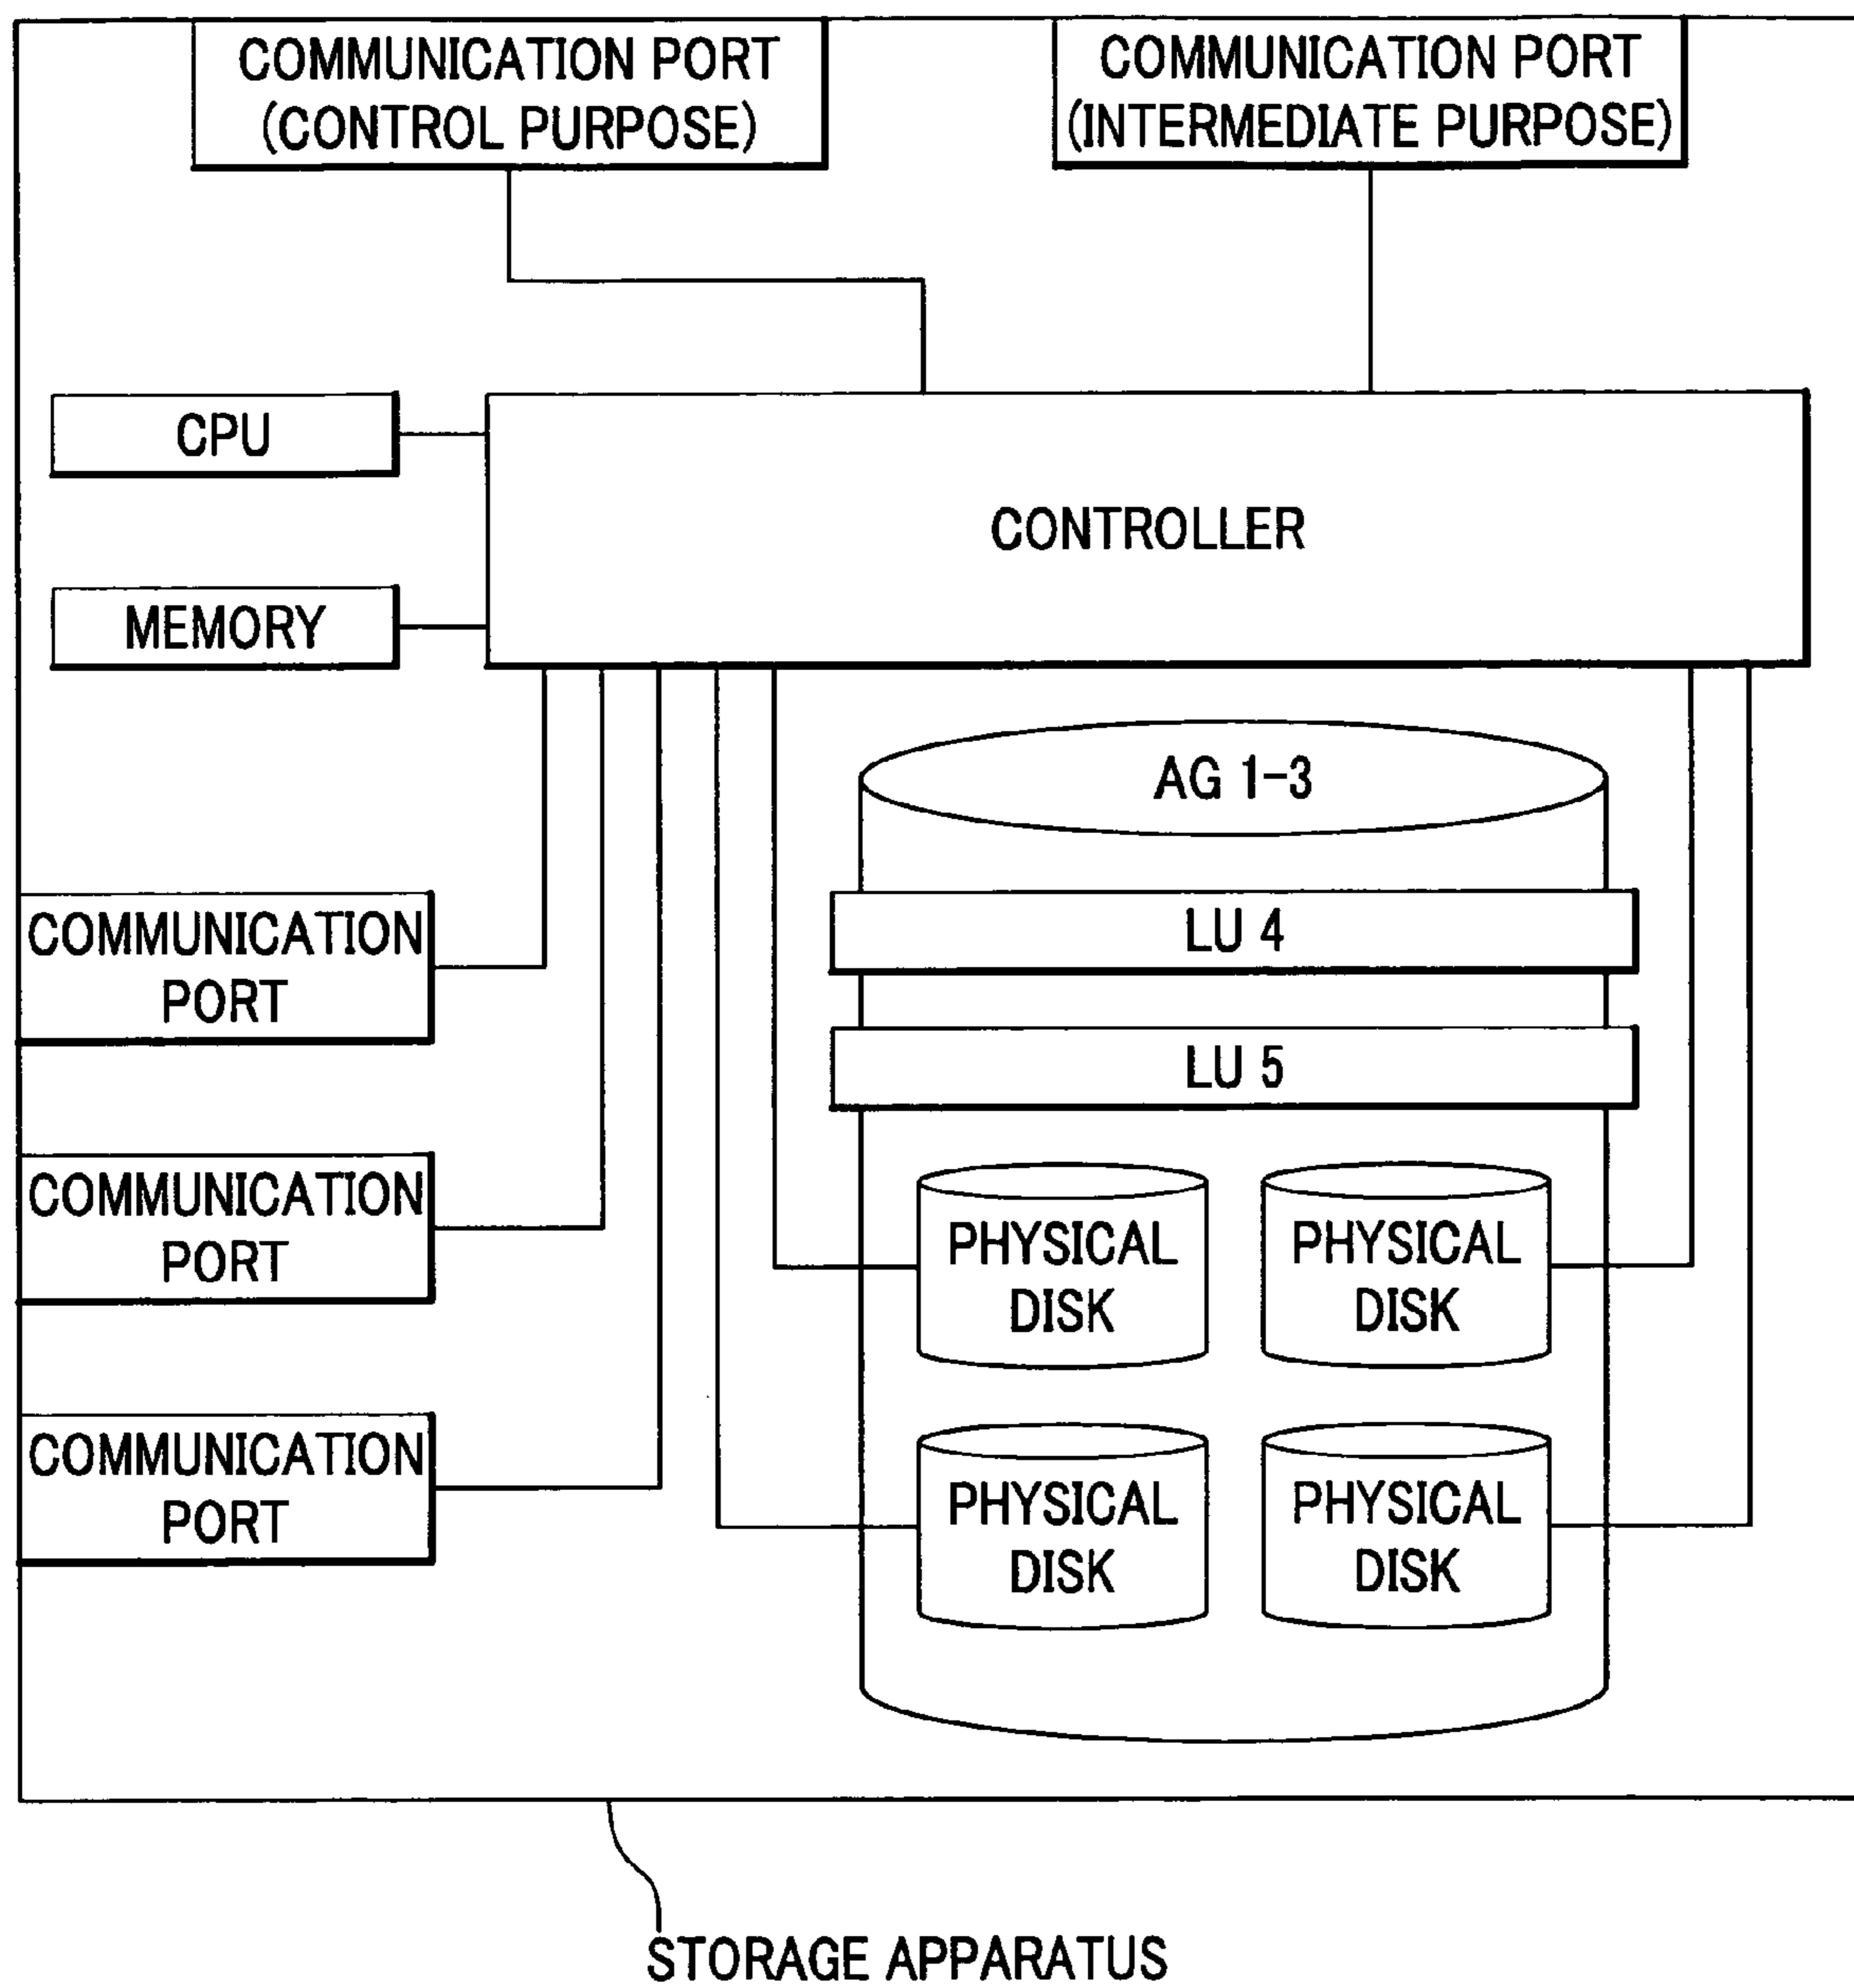 COMMUNICATION PORT
(CONTROL PURPOSE)
COMMUNICATION PORT
(INTERMEDIATE PURPOSE)
CPU
CONTROLLER
MEMORY
AG 1-3
LU 4
LU 5
COMMUNICATION
PORT
COMMUNICATION
PORT
COMMUNICATION
PORT
PHYSICAL
DISK
PHYSICAL
DISK
PHYSICAL
DISK
PHYSICAL
DISK
STORAGE APPARATUS